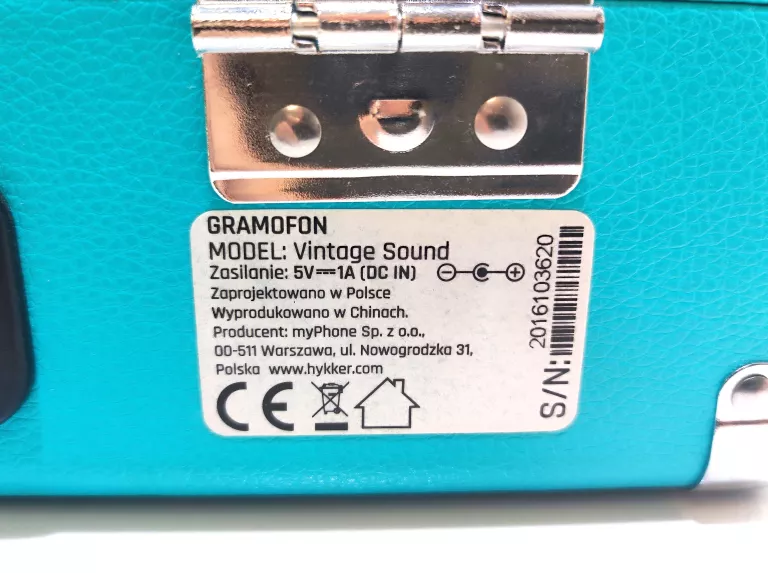 GRAMOFON
MODEL: Vintage Sound
Zasilanie: 5V⎓1A (DC IN)
Zaprojektowano w Polsce
Wyprodukowano w Chinach.
Producent: myPhone Sp. z o.o.,
00-511 Warszawa, ul. Nowogrodzka 31,
Polska www.hykker.com
CE
S/N: 2016103620